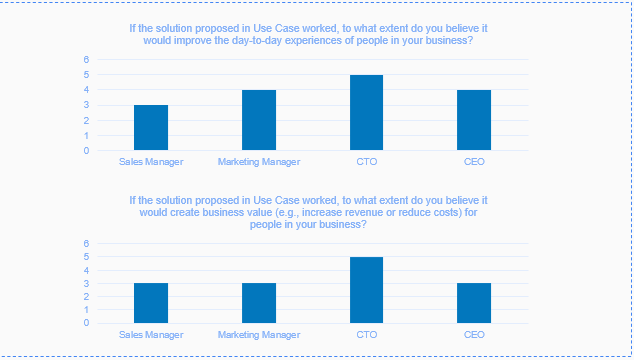 If the solution proposed in Use Case worked, to what extent do you believe it
would improve the day-to-day experiences of people in your business?
6
5
4
3
2
1
0
Sales Manager Marketing Manager CTO CEO
If the solution proposed in Use Case worked, to what extent do you believe it
would create business value (e.g., increase revenue or reduce costs) for
people in your business?
6
5
4
3
2
1
0
Sales Manager Marketing Manager CTO CEO